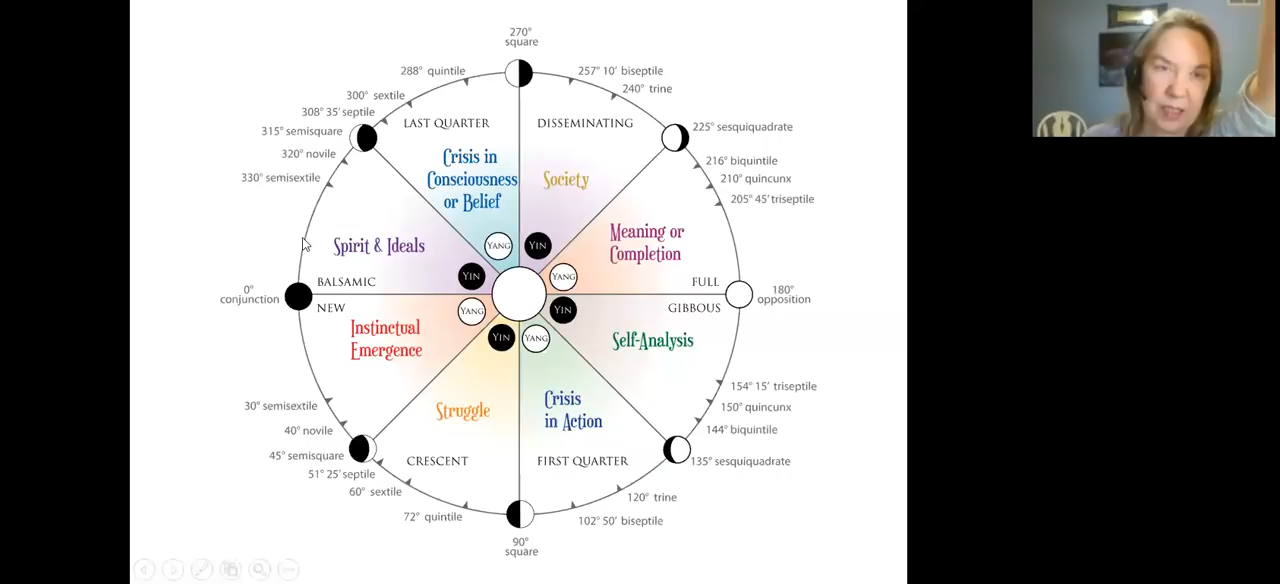 270°
square
288° quintile
257° 10' biseptile
300° sextile
240° trine
308° 35' septile
LAST QUARTER
DISSEMINATING
315° semisquare
225° sesquiquadrate
320° novile
216° biquintile
330° semisextile
210° quincunx
205° 45' triseptile
Crisis in
Consciousness
or Belief
Society
Spirit & Ideals
Meaning or
Completion
YANG
YIN
YIN
YANG
BALSAMIC
FULL
0°
conjunction
180°
opposition
NEW
GIBBOUS
YANG
YIN
YIN
YANG
Instinctual
Emergence
Self-Analysis
Struggle
Crisis
in Action
30° semisextile
154° 15' triseptile
40° novile
150° quincunx
45° semisquare
144° biquintile
CRESCENT
FIRST QUARTER
135° sesquiquadrate
51° 25' septile
60° sextile
120° trine
72° quintile
102° 50' biseptile
90°
square